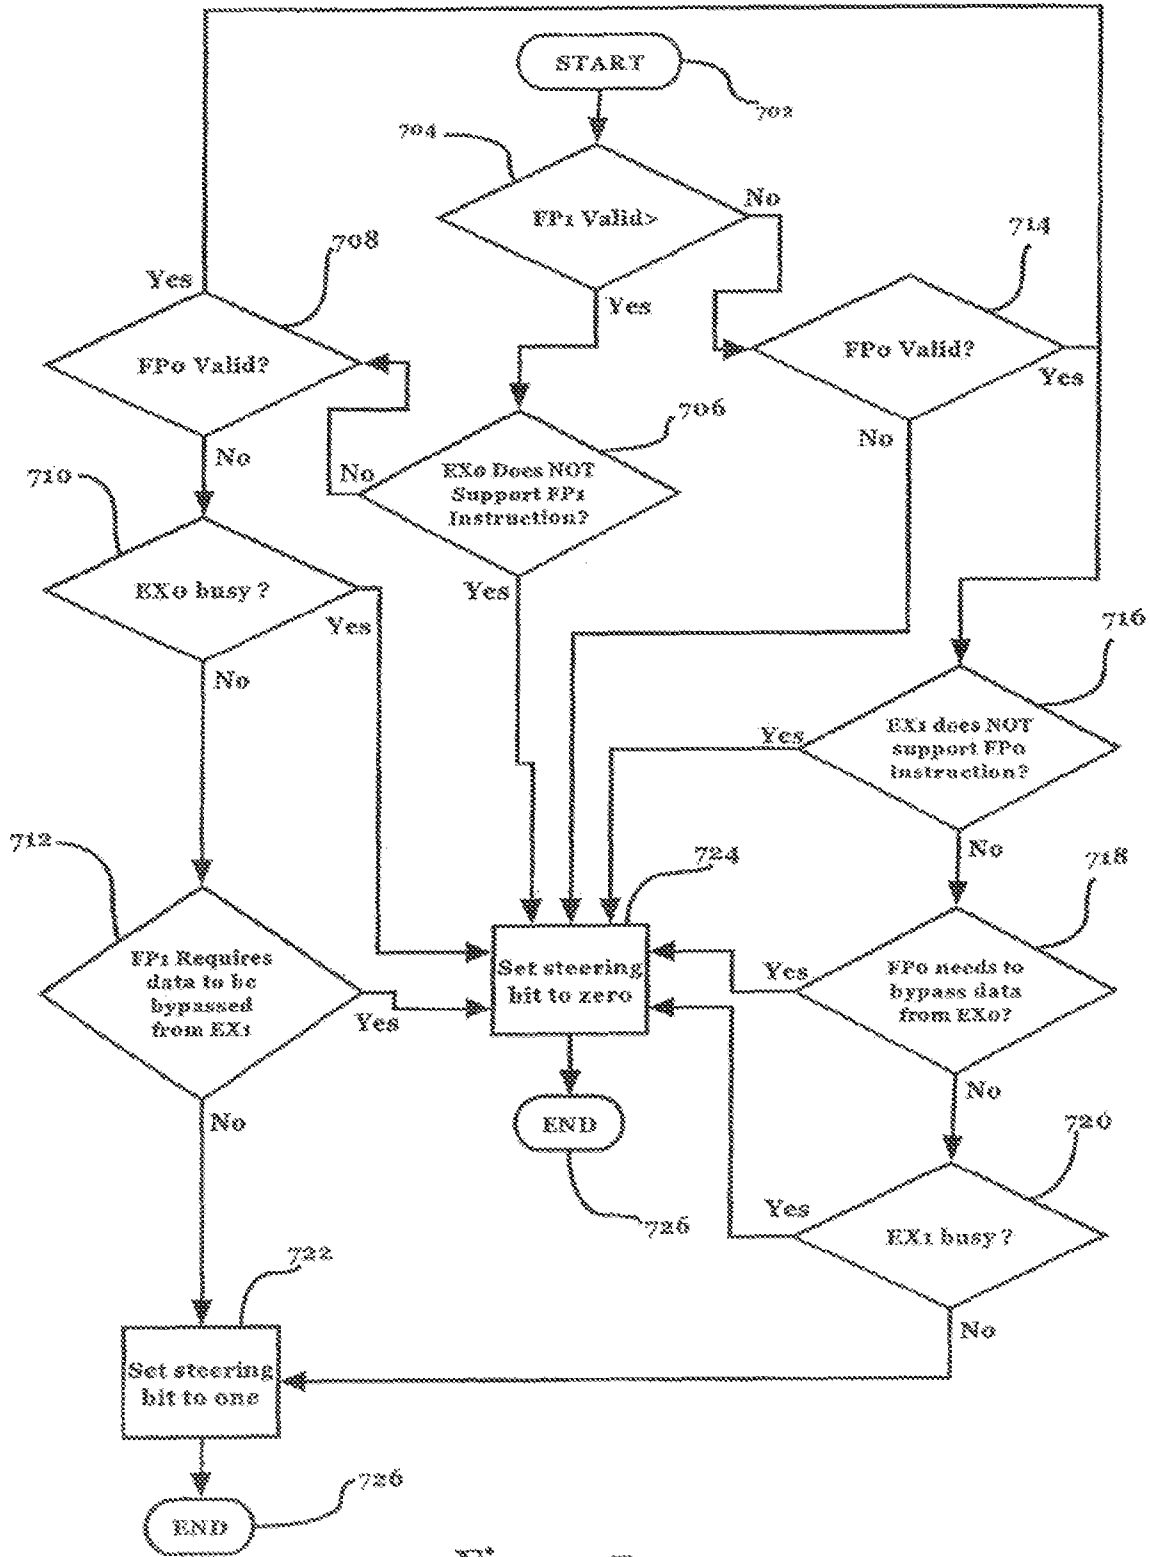 START
702
704
FP1 Valid>
No
Yes
708
Yes
FP0 Valid?
No
714
FP0 Valid?
Yes
No
706
EX0 Does NOT
Support FP1
Instruction?
No
Yes
710
EX0 busy ?
Yes
No
716
EX1 does NOT
support FP0
instruction?
Yes
No
712
FP1 Requires
data to be
bypassed
from EX1
Yes
No
724
Set steering
bit to zero
718
FP0 needs to
bypass data
from EX0?
Yes
No
END
726
720
EX1 busy ?
Yes
No
722
Set steering
bit to one
END
726